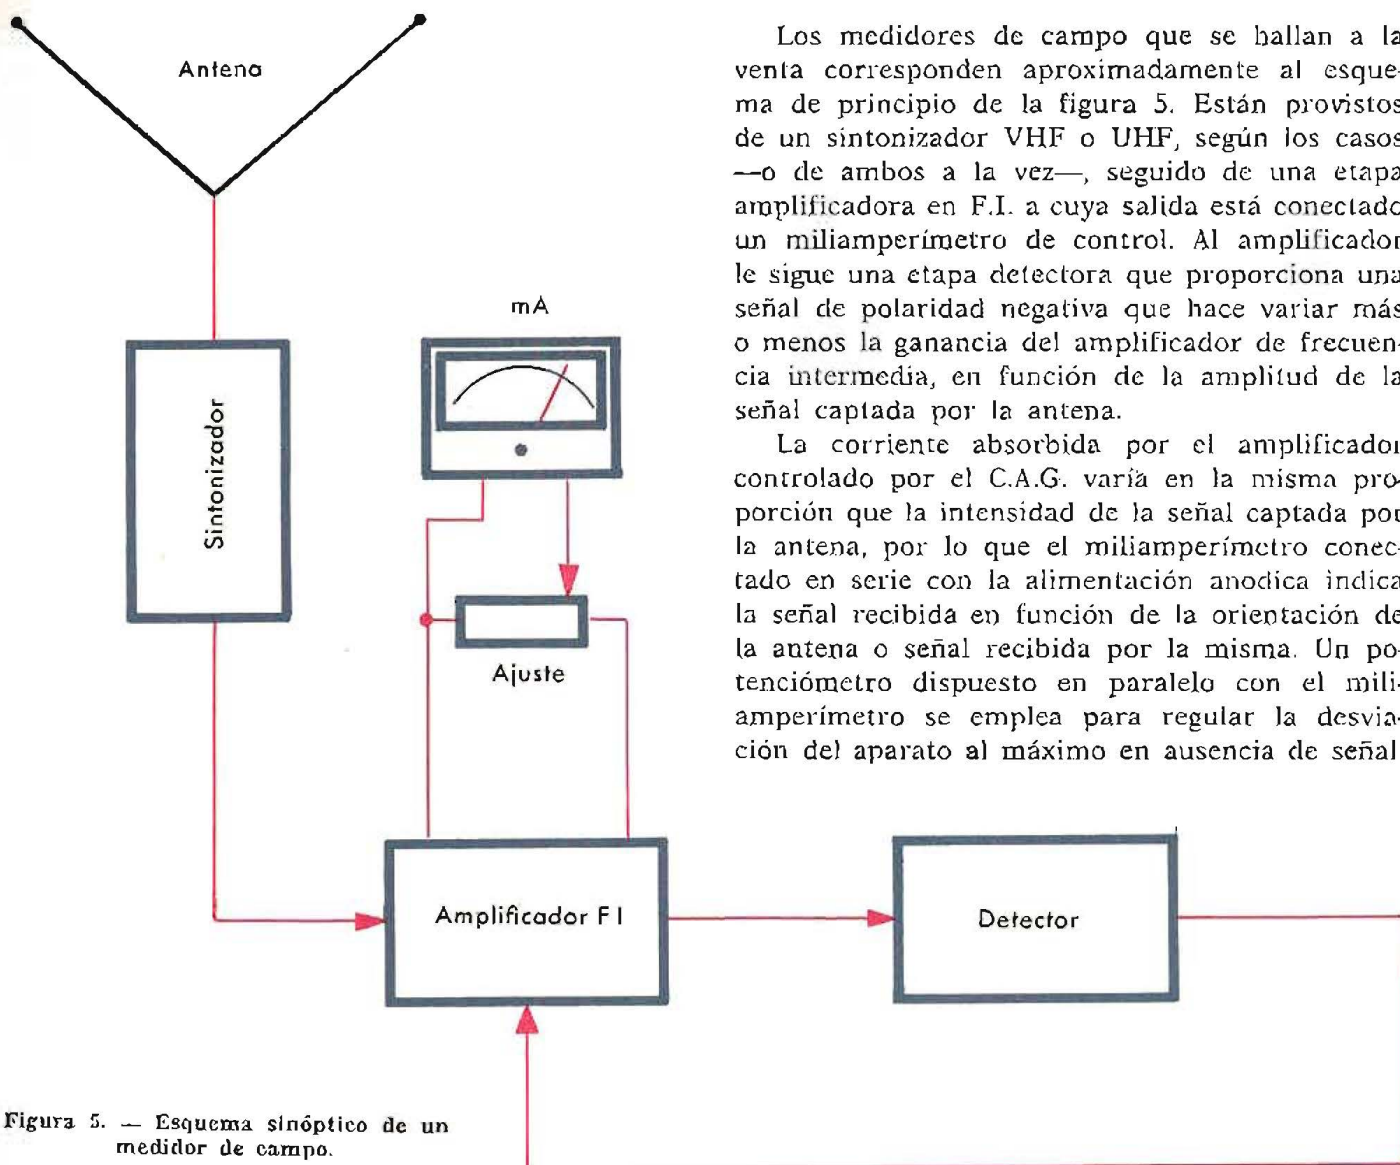 Antena
Los medidores de campo que se hallan a la
venta corresponden aproximadamente al esque-
ma de principio de la figura 5. Están provistos
de un sintonizador VHF o UHF, según los casos
—o de ambos a la vez—, seguido de una etapa
amplificadora en F.I. a cuya salida está conectado
un miliamperímetro de control. Al amplificador
le sigue una etapa detectora que proporciona una
señal de polaridad negativa que hace variar más
o menos la ganancia del amplificador de frecuen-
cia intermedia, en función de la amplitud de la
señal captada por la antena.
La corriente absorbida por el amplificador
controlado por el C.A.G. varía en la misma pro-
porción que la intensidad de la señal captada por
la antena, por lo que el miliamperímetro conec-
tado en serie con la alimentación anodica indica
la señal recibida en función de la orientación de
la antena o señal recibida por la misma. Un po-
tenciómetro dispuesto en paralelo con el mili-
amperímetro se emplea para regular la desvia-
ción del aparato al máximo en ausencia de señal
mA
Sintonizador
Ajuste
Amplificador F I
Detector
Figura 5. — Esquema sinóptico de un
medidor de campo.